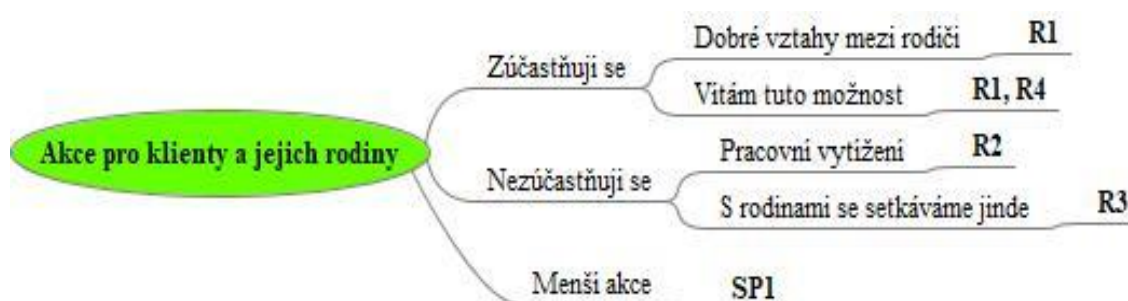 Akce pro klienty a jejich rodiny
Zúčastňuji se
Dobré vztahy mezi rodiči R1
Vítám tuto možnost R1, R4
Nezúčastňuji se
Pracovní vytížení R2
S rodinami se setkáváme jinde R3
Menší akce SP1